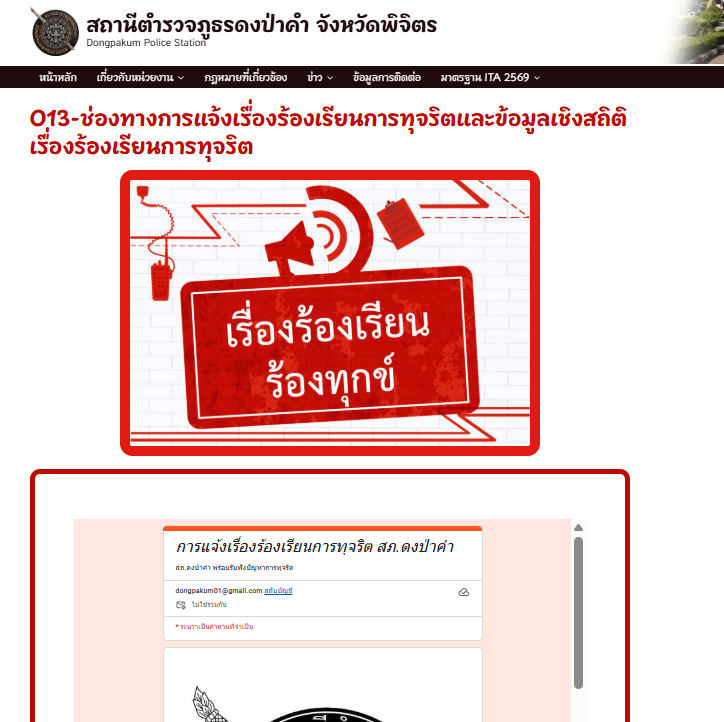 สถานีตำรวจภูธรดงป่าคำ จังหวัดพิจิตร
Dongpakum Police Station
หน้าหลัก เกี่ยวกับหน่วยงาน กฎหมายที่เกี่ยวข้อง ข่าว ข้อมูลการติดต่อ มาตรฐาน ITA 2569
O13-ช่องทางการแจ้งเรื่องร้องเรียนการทุจริตและข้อมูลเชิงสถิติ
เรื่องร้องเรียนการทุจริต
เรื่องร้องเรียน
ร้องทุกข์
การแจ้งเรื่องร้องเรียนการทุจริต สภ.ดงป่าคำ
สภ.ดงป่าคำ พร้อมรับฟังปัญหาการทุจริต
dongpakum01@gmail.com สลับบัญชี
ไม่ใช่ร่วมกัน
* ระบุว่าเป็นคำถามที่จำเป็น